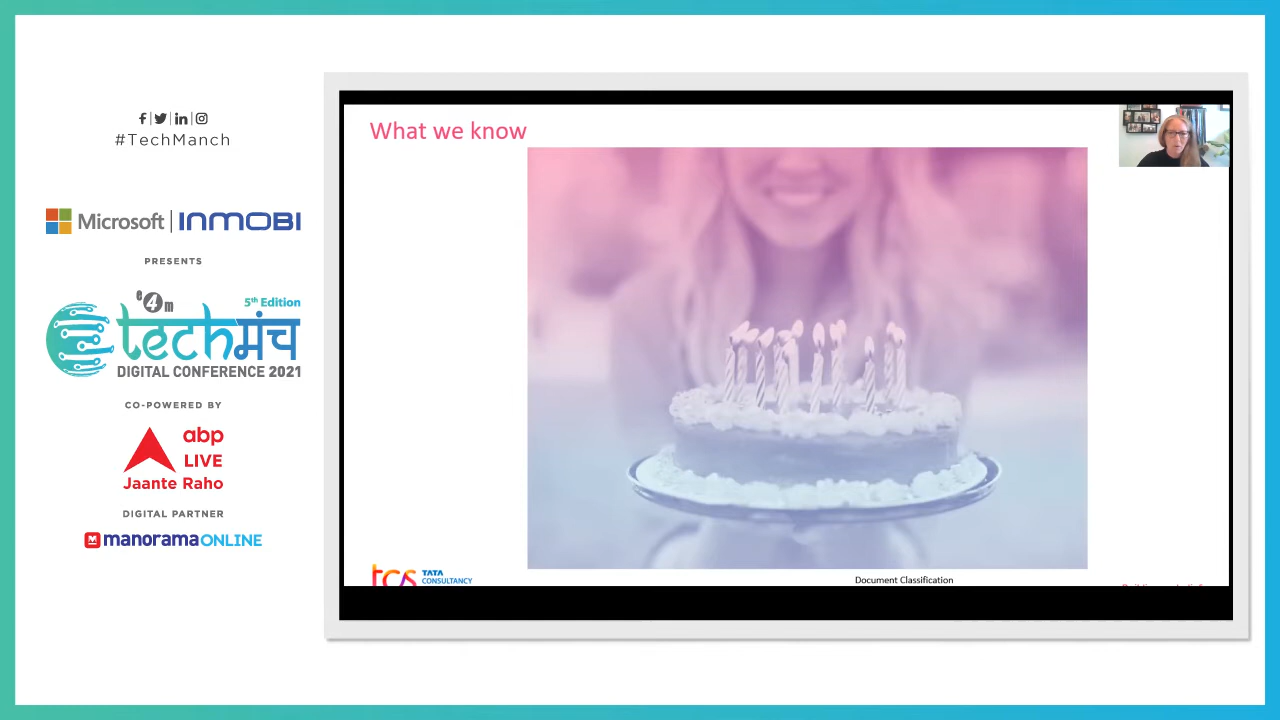 #TechManch
Microsoft | INMOBI
PRESENTS
e4m
5th Edition
techमंच
DIGITAL CONFERENCE 2021
CO-POWERED BY
abp
LIVE
Jaante Raho
DIGITAL PARTNER
manoramaONLINE
What we know
tcs TATA
CONSULTANCY
Document Classification